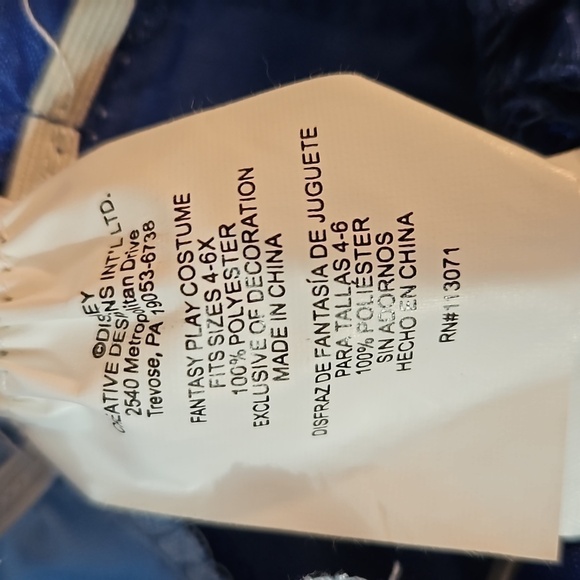 ©DISNEY
CREATIVE DESIGNS INT'L LTD.
2540 Metropolitan Drive
Trevose, PA 19053-6738
FANTASY PLAY COSTUME
FITS SIZES 4-6X
100% POLYESTER
EXCLUSIVE OF DECORATION
MADE IN CHINA
DISFRAZ DE FANTASÍA DE JUGUETE
PARA TALLAS 4-6
100% POLIÉSTER
SIN ADORNOS
HECHO EN CHINA
RN#113071